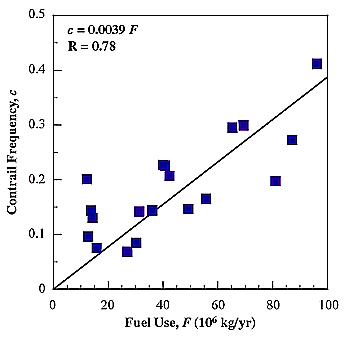 0.5
c = 0.0039 F
R = 0.78
0.4
0.3
0.2
0.1
0
Contrail Frequency, c
0 20 40 60 80 100
Fuel Use, F (10⁶ kg/yr)